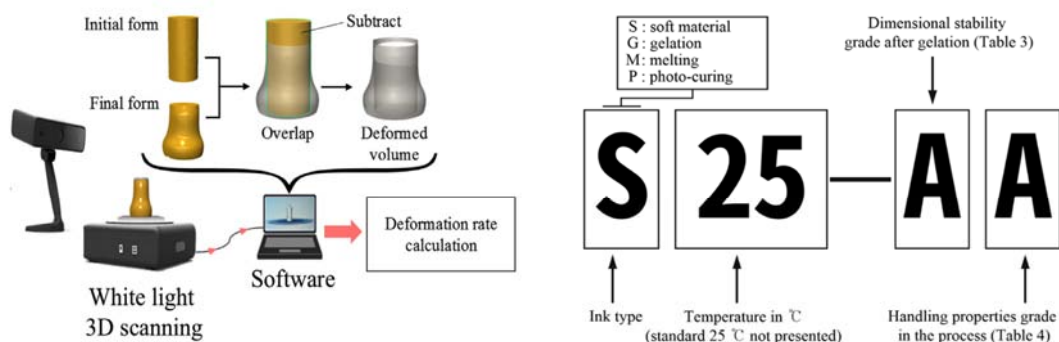 Initial form
Subtract
Final form
Overlap
Deformed
volume
Software
Deformation rate
calculation
White light
3D scanning
S : soft material
G : gelation
M : melting
P : photo-curing
Dimensional stability
grade after gelation (Table 3)
S 25 — A A
Ink type
Temperature in ℃
(standard 25 ℃ not presented)
Handling properties grade
in the process (Table 4)